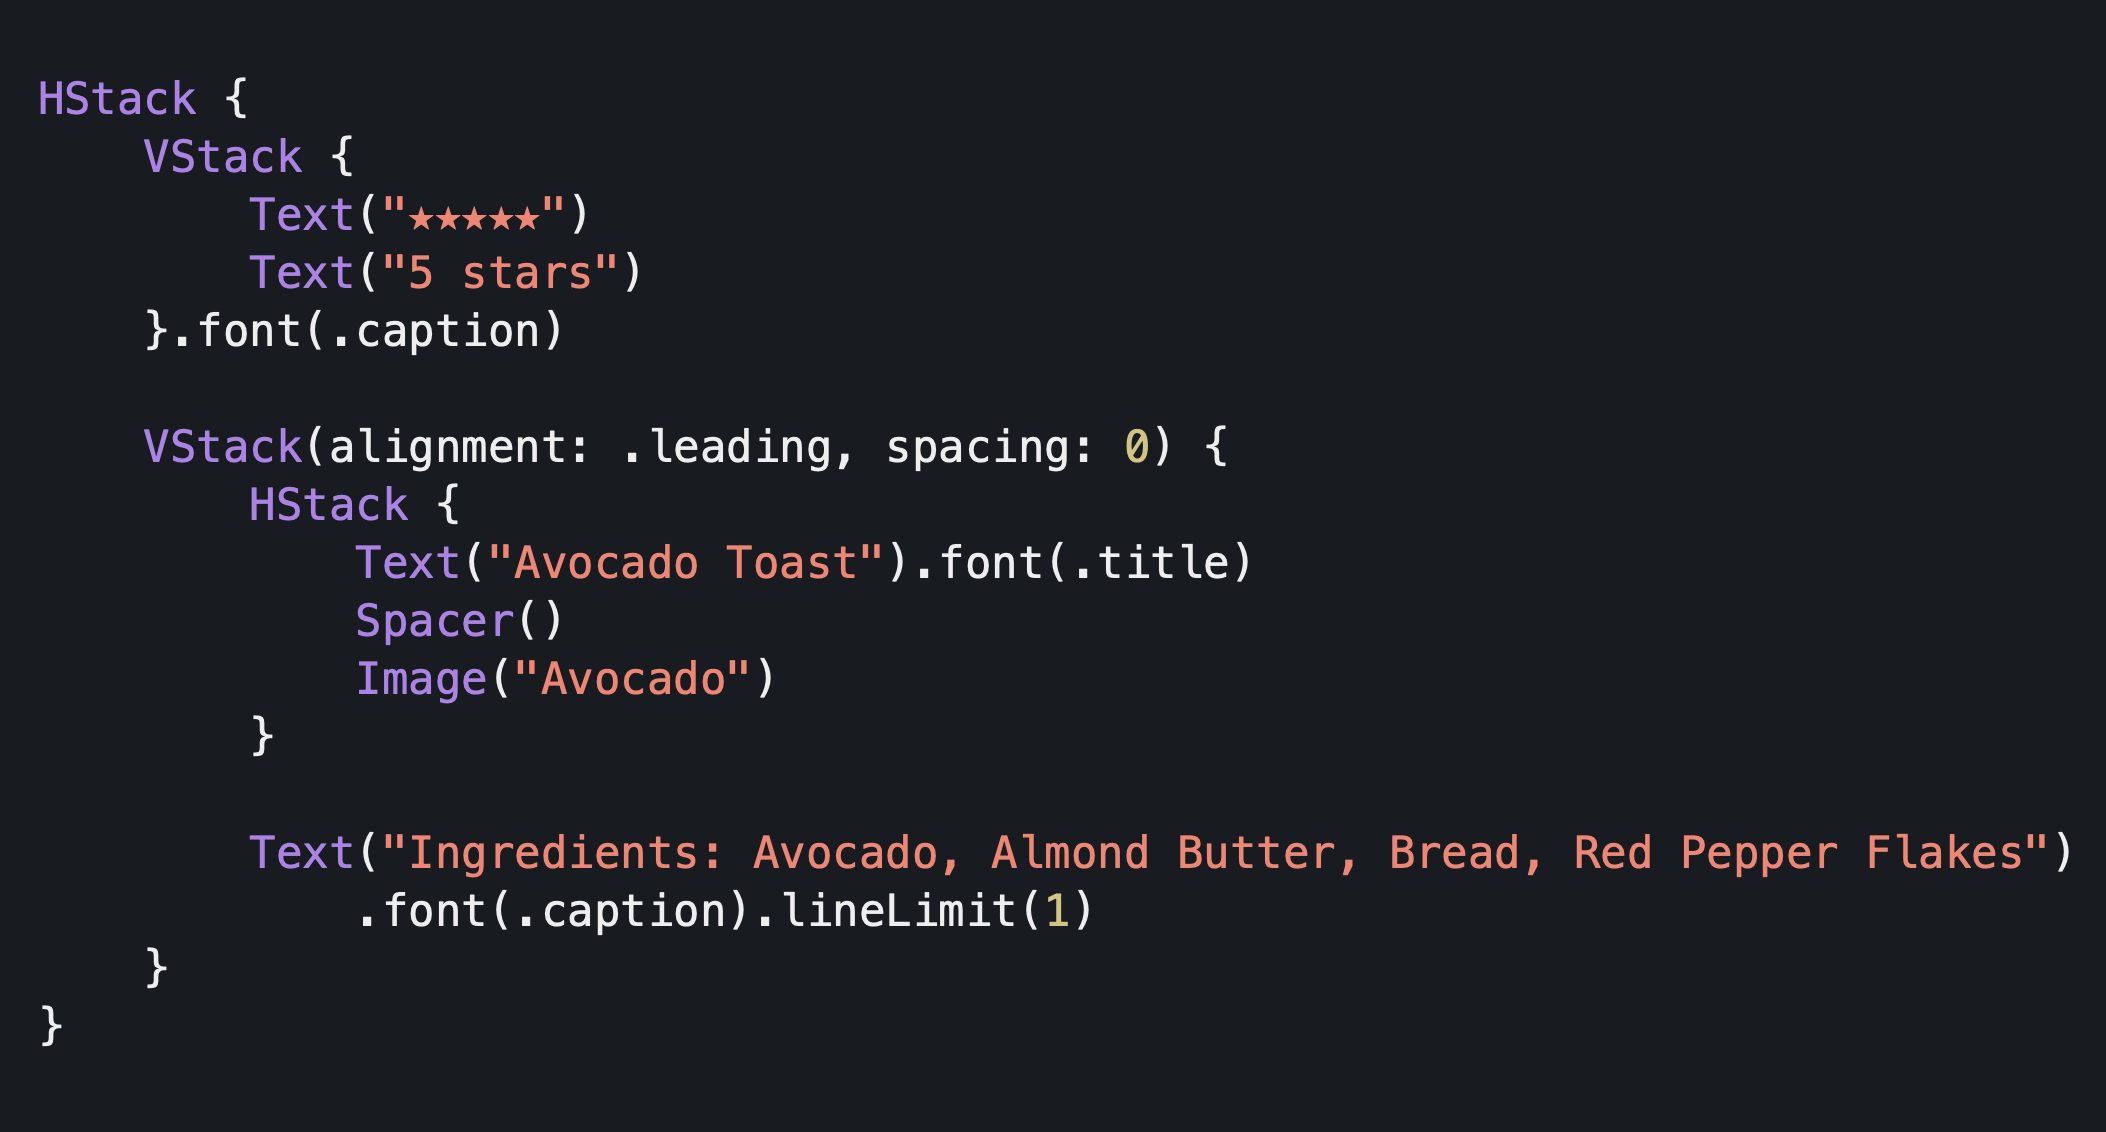 HStack {
    VStack {
        Text("★★★★★")
        Text("5 stars")
    }.font(.caption)

    VStack(alignment: .leading, spacing: 0) {
        HStack {
            Text("Avocado Toast").font(.title)
            Spacer()
            Image("Avocado")
        }

        Text("Ingredients: Avocado, Almond Butter, Bread, Red Pepper Flakes")
            .font(.caption).lineLimit(1)
    }
}